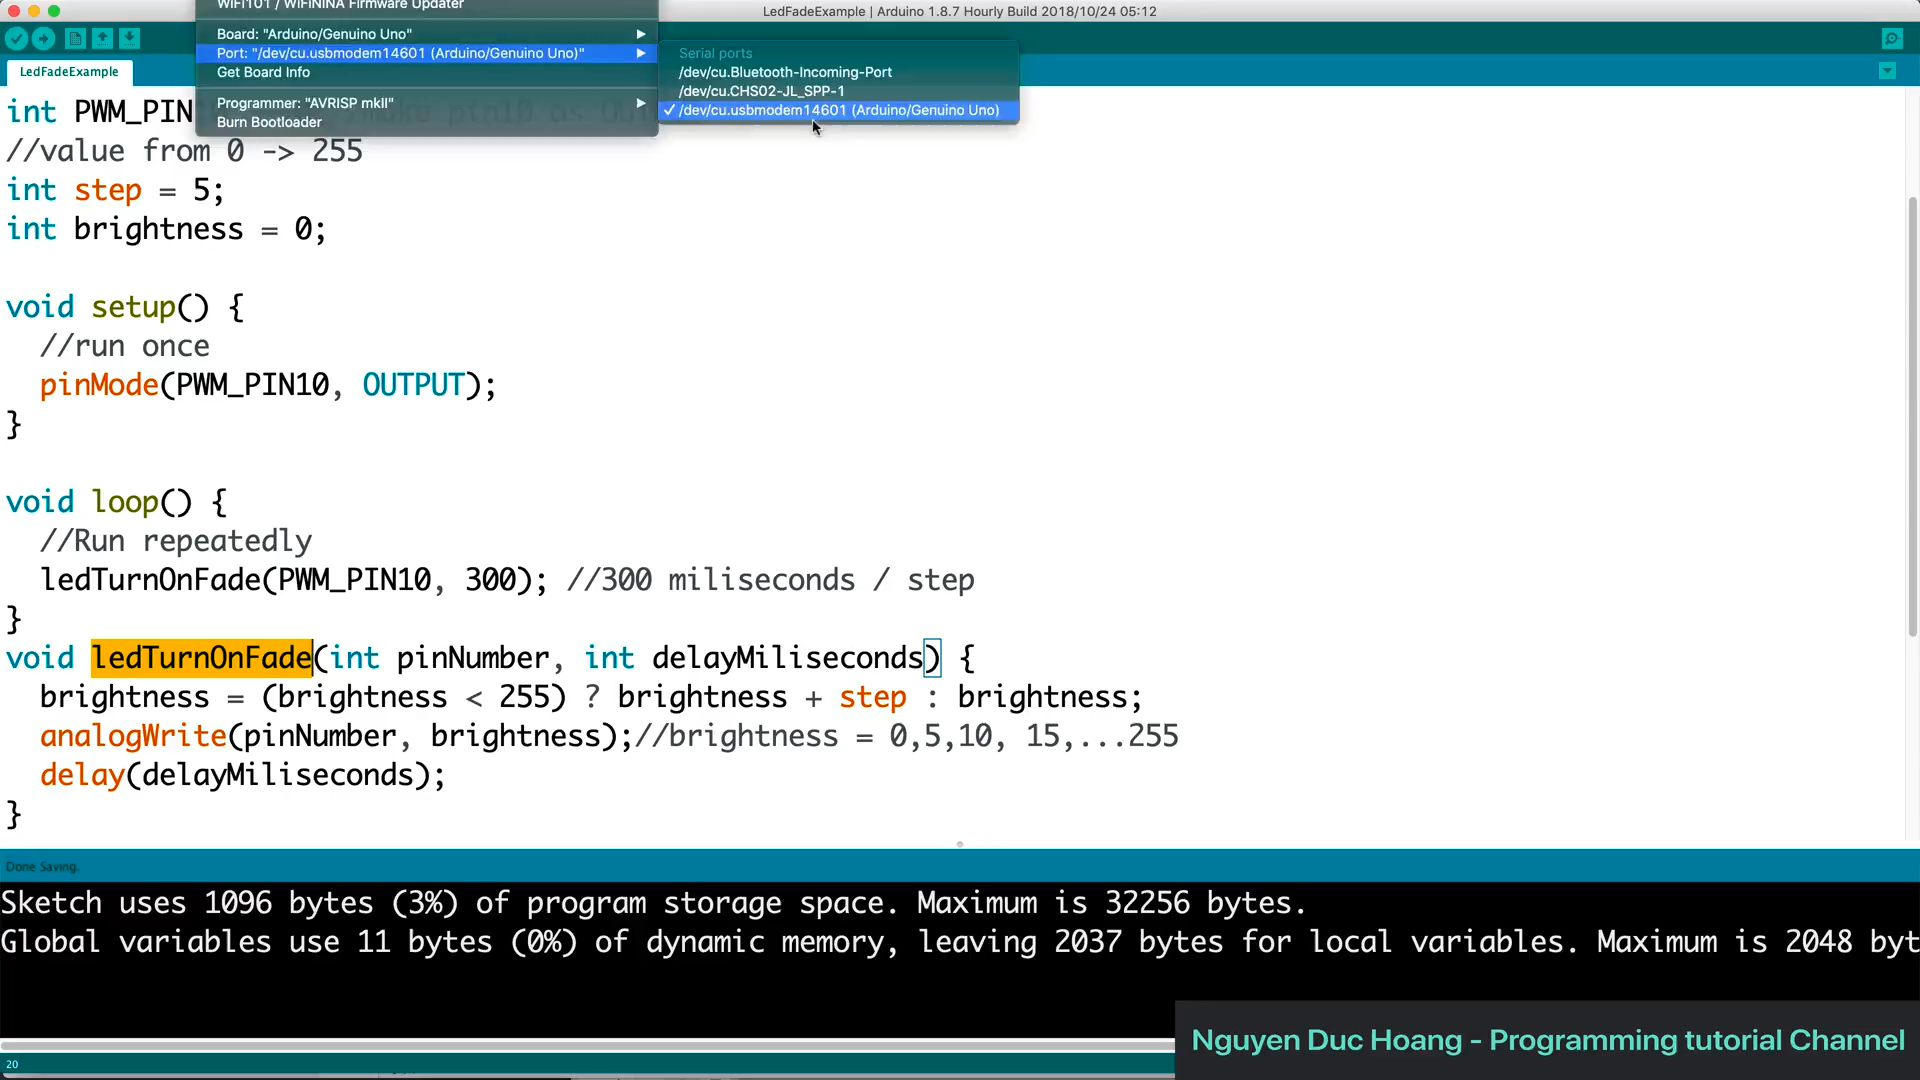 LedFadeExample | Arduino 1.8.7 Hourly Build 2018/10/24 05:12
WiFi101 / WiFiNINA Firmware Updater
Board: "Arduino/Genuino Uno"
Port: "/dev/cu.usbmodem14601 (Arduino/Genuino Uno)"
Get Board Info
Programmer: "AVRISP mkII"
Burn Bootloader
Serial ports
/dev/cu.Bluetooth-Incoming-Port
/dev/cu.CHS02-JL_SPP-1
✓ /dev/cu.usbmodem14601 (Arduino/Genuino Uno)
LedFadeExample
int PWM_PIN
//value from 0 -> 255
int step = 5;
int brightness = 0;
void setup() {
//run once
pinMode(PWM_PIN10, OUTPUT);
}
void loop() {
//Run repeatedly
ledTurnOnFade(PWM_PIN10, 300); //300 miliseconds / step
}
void ledTurnOnFade(int pinNumber, int delayMiliseconds) {
brightness = (brightness < 255) ? brightness + step : brightness;
analogWrite(pinNumber, brightness);//brightness = 0,5,10, 15,...255
delay(delayMiliseconds);
}
Done Saving.
Sketch uses 1096 bytes (3%) of program storage space. Maximum is 32256 bytes.
Global variables use 11 bytes (0%) of dynamic memory, leaving 2037 bytes for local variables. Maximum is 2048 byt
Nguyen Duc Hoang - Programming tutorial Channel
20